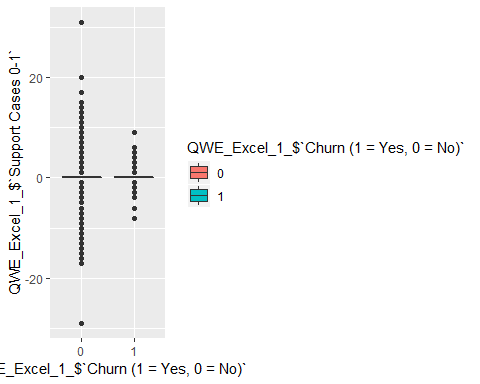 QWE_Excel_1_$`Support Cases 0-1`
20
0
-20
0
1
E_Excel_1_$`Churn (1 = Yes, 0 = No)`
QWE_Excel_1_$`Churn (1 = Yes, 0 = No)`
0
1